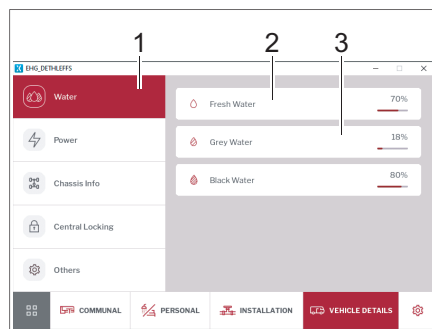 1 2 3
EHG_DETHLEFFS
Water
Fresh Water 70%
Power
Grey Water 18%
Chassis Info
Black Water 80%
Central Locking
Others
COMMUNAL PERSONAL INSTALLATION VEHICLE DETAILS